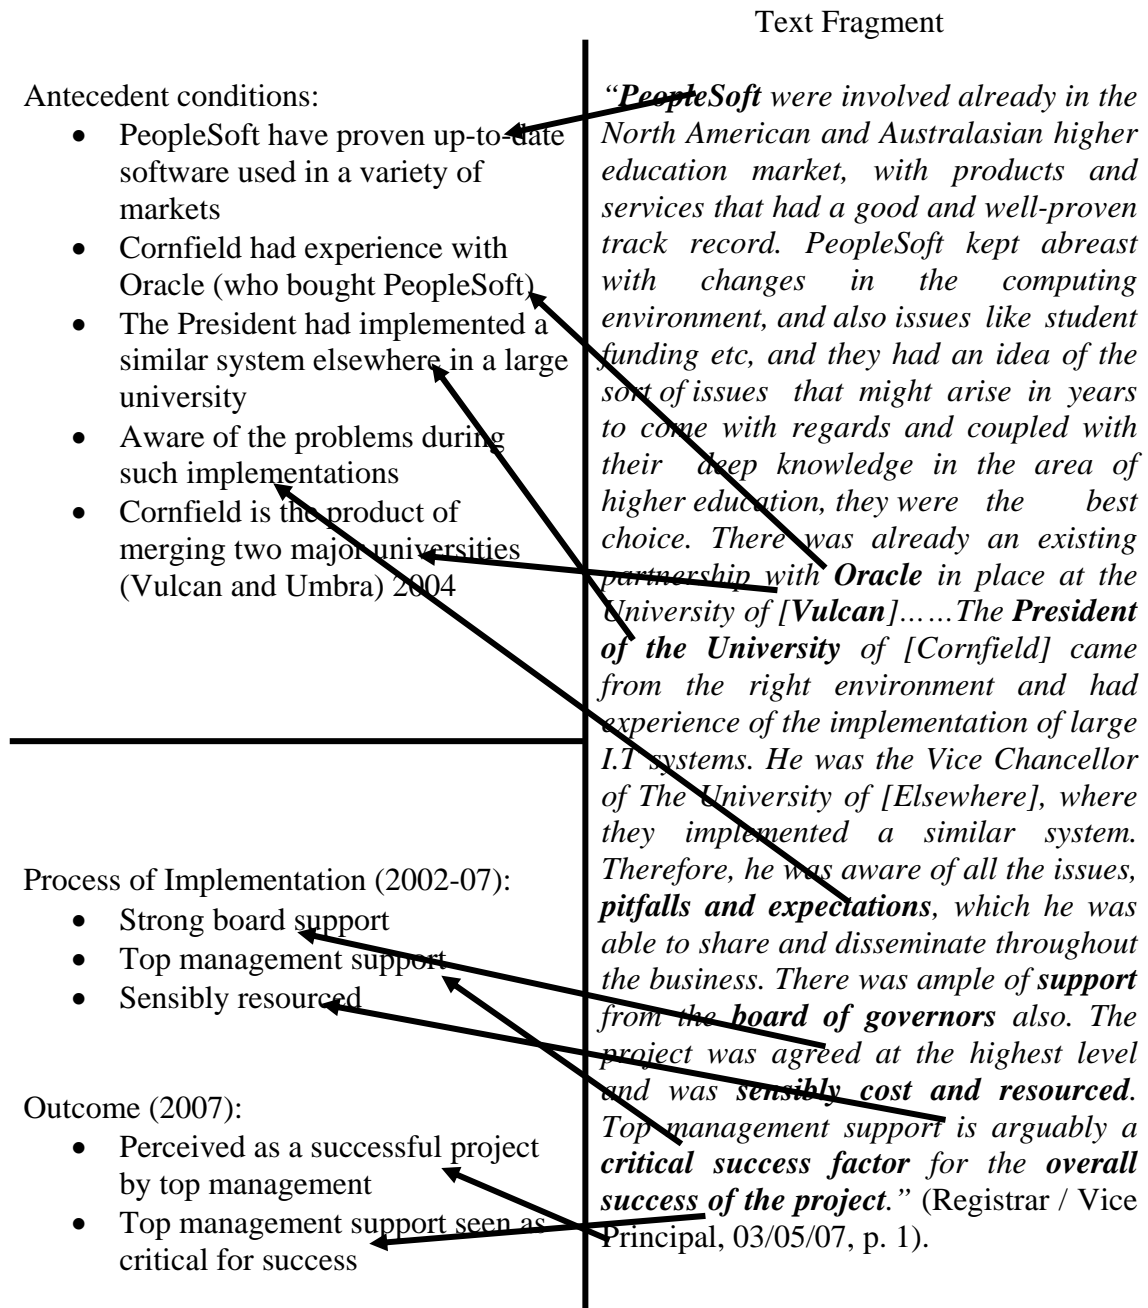 Text Fragment
Antecedent conditions:
• PeopleSoft have proven up-to-date
software used in a variety of
markets
• Cornfield had experience with
Oracle (who bought PeopleSoft)
• The President had implemented a
similar system elsewhere in a large
university
• Aware of the problems during
such implementations
• Cornfield is the product of
merging two major universities
(Vulcan and Umbra) 2004
Process of Implementation (2002-07):
• Strong board support
• Top management support
• Sensibly resourced
Outcome (2007):
• Perceived as a successful project
by top management
• Top management support seen as
critical for success
“PeopleSoft were involved already in the
North American and Australasian higher
education market, with products and
services that had a good and well-proven
track record. PeopleSoft kept abreast
with changes in the computing
environment, and also issues like student
funding etc, and they had an idea of the
sort of issues that might arise in years
to come with regards and coupled with
their deep knowledge in the area of
higher education, they were the best
choice. There was already an existing
partnership with Oracle in place at the
University of [Vulcan]……The President
of the University of [Cornfield] came
from the right environment and had
experience of the implementation of large
I.T systems. He was the Vice Chancellor
of The University of [Elsewhere], where
they implemented a similar system.
Therefore, he was aware of all the issues,
pitfalls and expectations, which he was
able to share and disseminate throughout
the business. There was ample of support
from the board of governors also. The
project was agreed at the highest level
and was sensibly cost and resourced.
Top management support is arguably a
critical success factor for the overall
success of the project.” (Registrar / Vice
Principal, 03/05/07, p. 1).